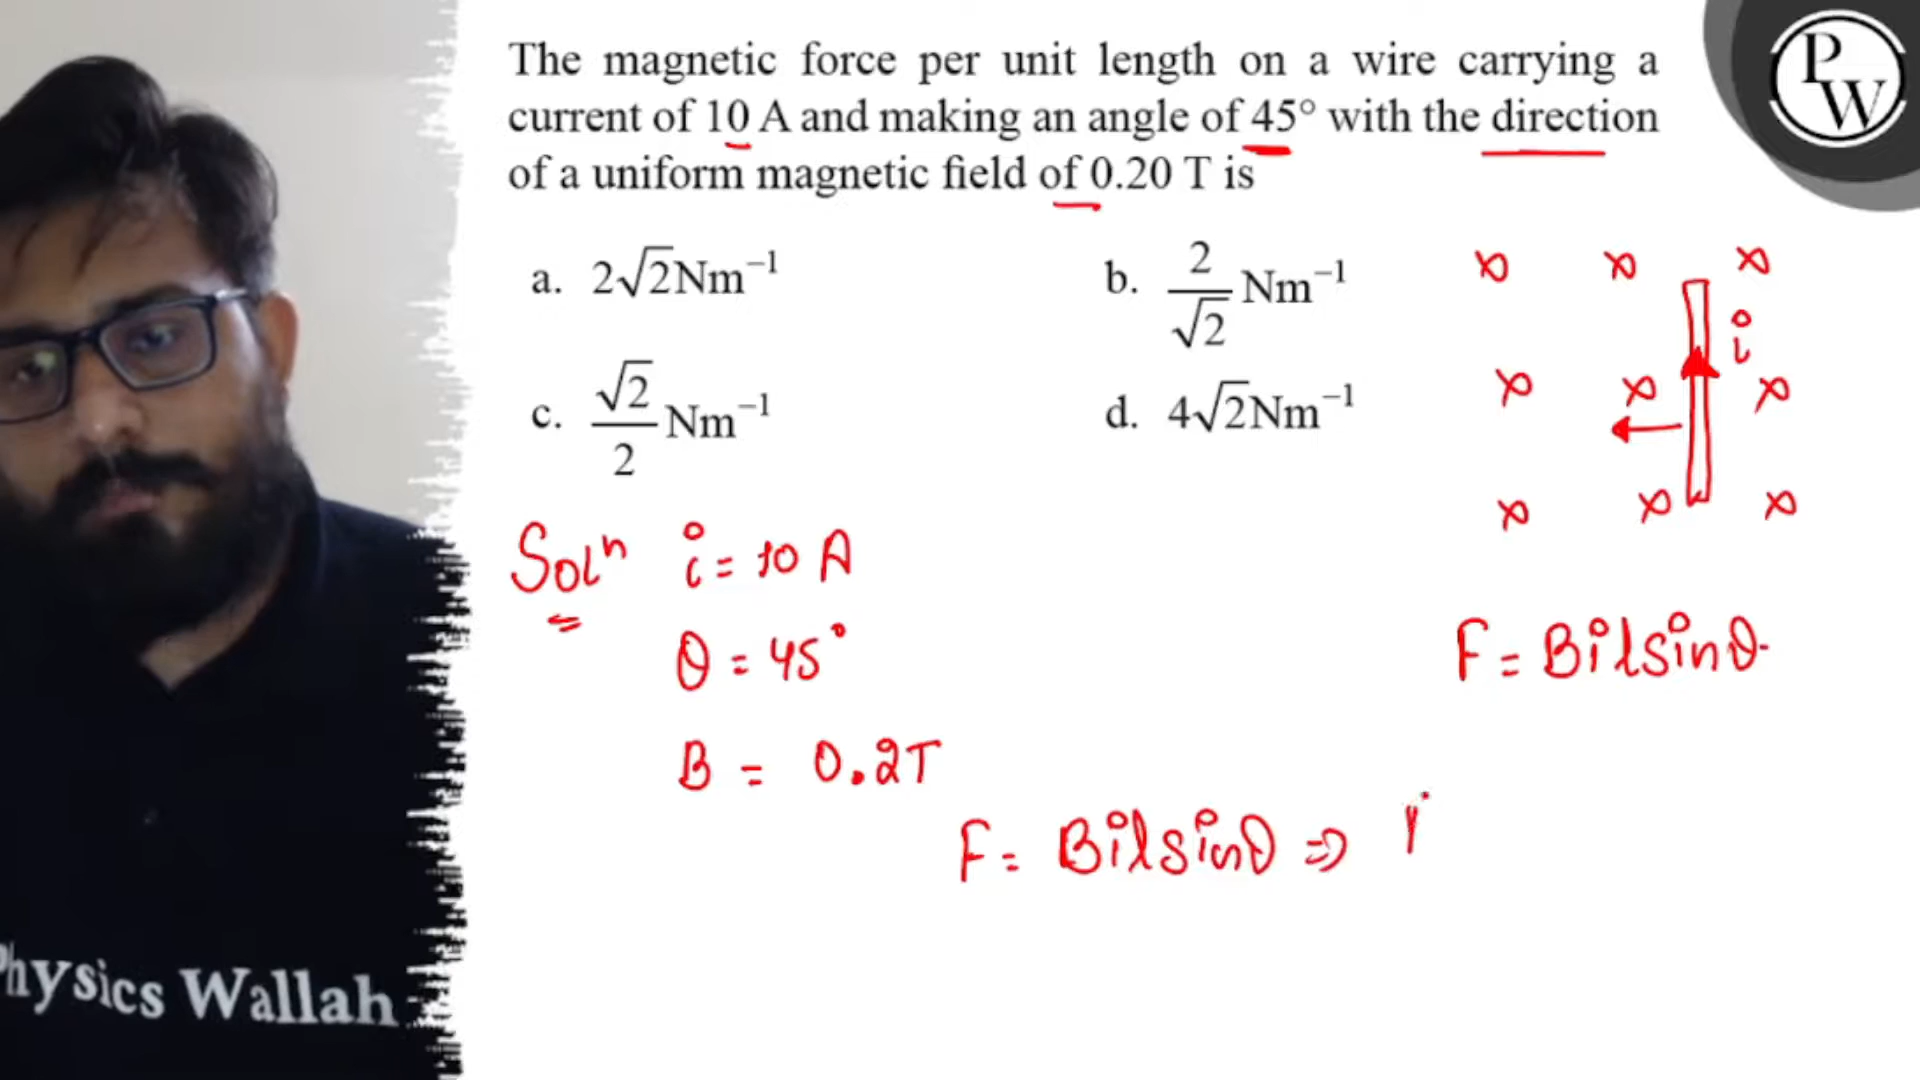 The magnetic force per unit length on a wire carrying a
current of 10 A and making an angle of 45° with the direction
of a uniform magnetic field of 0.20 T is
a. 2√2Nm⁻¹
b. 2/√2 Nm⁻¹
c. √2/2 Nm⁻¹
d. 4√2Nm⁻¹
PW
x x x
i
x x x
x x x
Solⁿ i = 10 A
θ = 45°
F = Bilsinθ
B = 0.2T
F = Bilsinθ ⇒
Physics Wallah